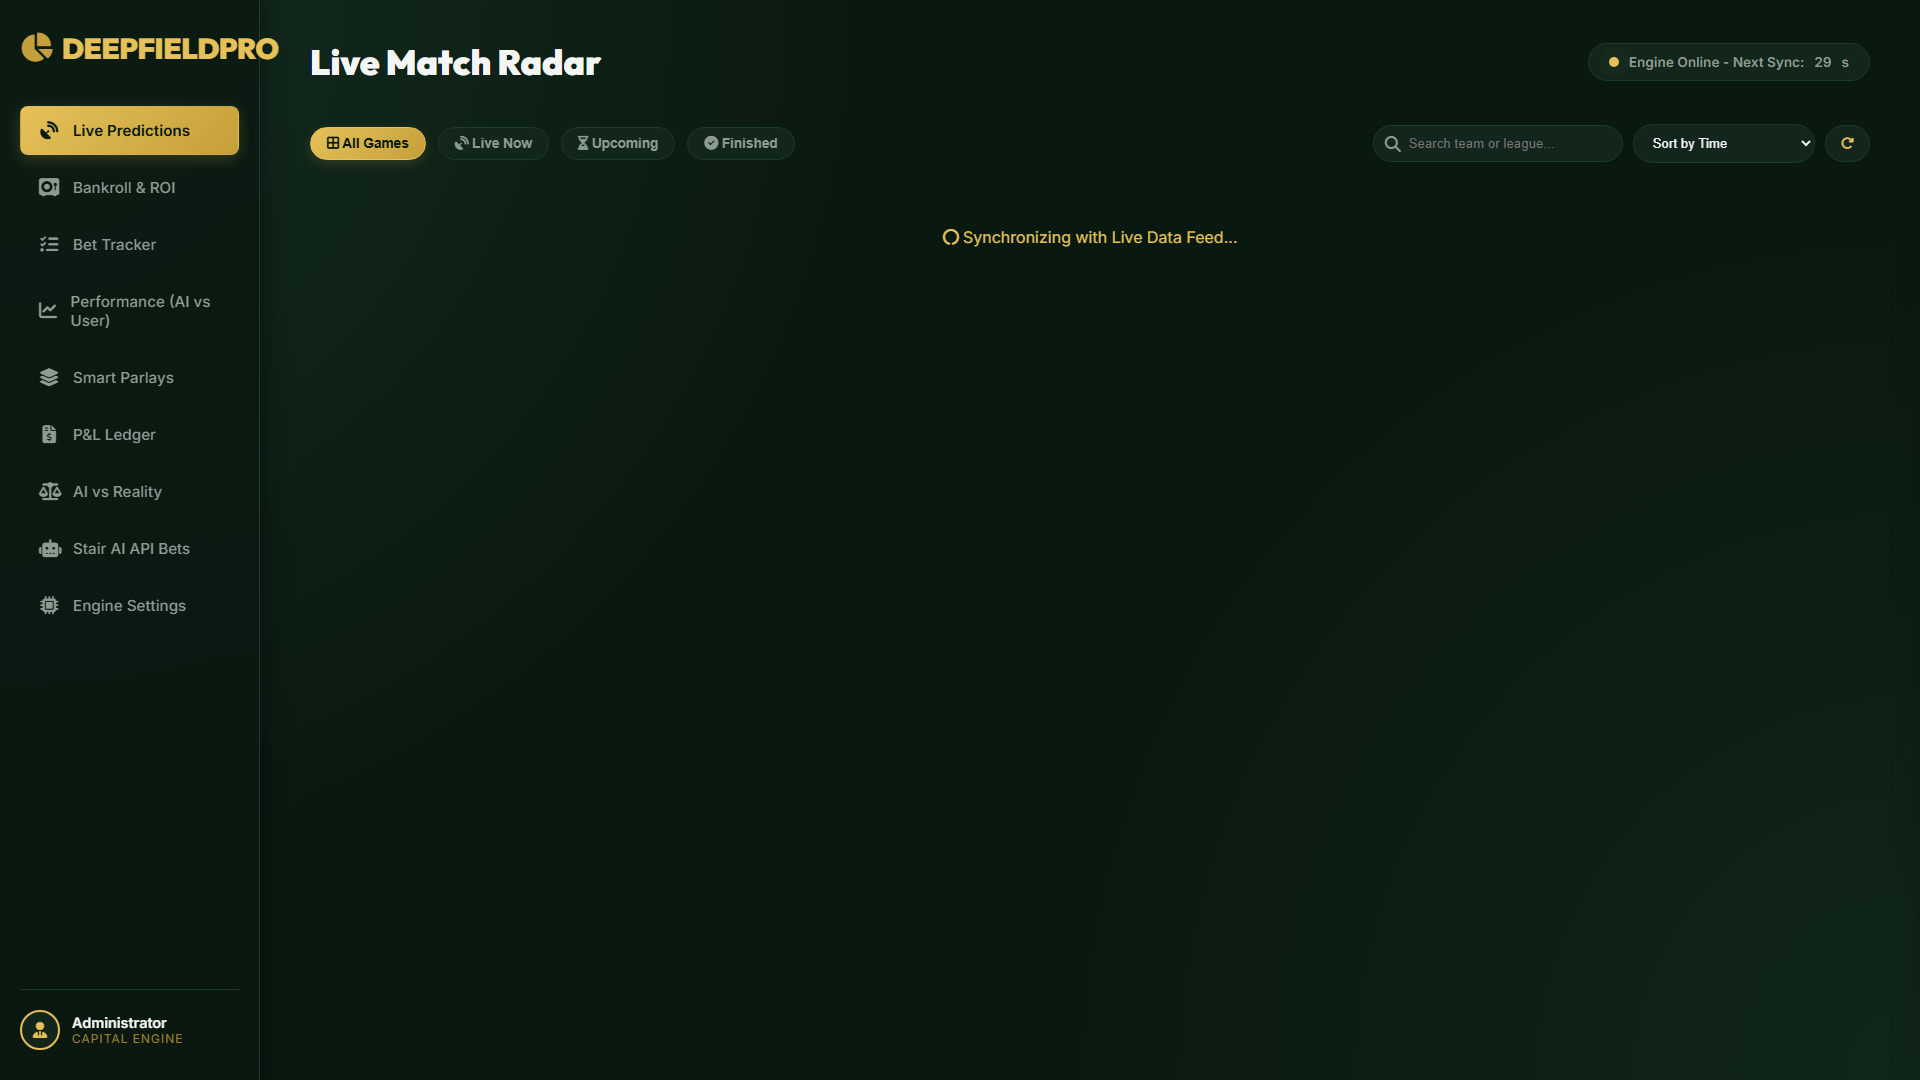 DEEPFIELDPRO
Live Predictions
Bankroll & ROI
Bet Tracker
Performance (AI vs
User)
Smart Parlays
P&L Ledger
AI vs Reality
Stair AI API Bets
Engine Settings
Administrator
CAPITAL ENGINE
Live Match Radar
Engine Online - Next Sync: 29 s
All Games
Live Now
Upcoming
Finished
Search team or league...
Sort by Time
Synchronizing with Live Data Feed...